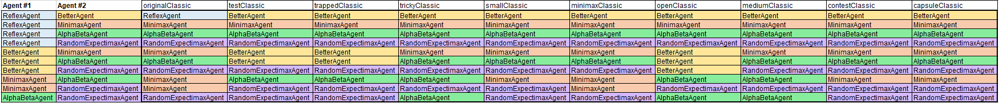 Agent #1 Agent #2 originalClassic testClassic trappedClassic trickyClassic smallClassic minimaxClassic openClassic mediumClassic contestClassic capsuleClassic
ReflexAgent BetterAgent ReflexAgent BetterAgent BetterAgent BetterAgent BetterAgent BetterAgent BetterAgent BetterAgent BetterAgent BetterAgent
ReflexAgent MinimaxAgent MinimaxAgent MinimaxAgent MinimaxAgent MinimaxAgent MinimaxAgent MinimaxAgent MinimaxAgent MinimaxAgent MinimaxAgent MinimaxAgent
ReflexAgent AlphaBetaAgent AlphaBetaAgent AlphaBetaAgent AlphaBetaAgent AlphaBetaAgent AlphaBetaAgent AlphaBetaAgent AlphaBetaAgent AlphaBetaAgent AlphaBetaAgent AlphaBetaAgent
ReflexAgent RandomExpectimaxAgent RandomExpectimaxAgent RandomExpectimaxAgent RandomExpectimaxAgent RandomExpectimaxAgent RandomExpectimaxAgent RandomExpectimaxAgent RandomExpectimaxAgent RandomExpectimaxAgent RandomExpectimaxAgent RandomExpectimaxAgent
BetterAgent MinimaxAgent MinimaxAgent BetterAgent BetterAgent MinimaxAgent MinimaxAgent MinimaxAgent BetterAgent MinimaxAgent MinimaxAgent MinimaxAgent
BetterAgent AlphaBetaAgent AlphaBetaAgent BetterAgent BetterAgent AlphaBetaAgent AlphaBetaAgent AlphaBetaAgent BetterAgent AlphaBetaAgent AlphaBetaAgent AlphaBetaAgent
BetterAgent RandomExpectimaxAgent RandomExpectimaxAgent RandomExpectimaxAgent RandomExpectimaxAgent RandomExpectimaxAgent RandomExpectimaxAgent RandomExpectimaxAgent BetterAgent RandomExpectimaxAgent RandomExpectimaxAgent RandomExpectimaxAgent
MinimaxAgent AlphaBetaAgent MinimaxAgent AlphaBetaAgent AlphaBetaAgent AlphaBetaAgent MinimaxAgent MinimaxAgent AlphaBetaAgent AlphaBetaAgent MinimaxAgent MinimaxAgent
MinimaxAgent RandomExpectimaxAgent MinimaxAgent RandomExpectimaxAgent RandomExpectimaxAgent RandomExpectimaxAgent RandomExpectimaxAgent MinimaxAgent RandomExpectimaxAgent RandomExpectimaxAgent RandomExpectimaxAgent RandomExpectimaxAgent
AlphaBetaAgent RandomExpectimaxAgent RandomExpectimaxAgent RandomExpectimaxAgent RandomExpectimaxAgent AlphaBetaAgent RandomExpectimaxAgent RandomExpectimaxAgent AlphaBetaAgent AlphaBetaAgent RandomExpectimaxAgent RandomExpectimaxAgent